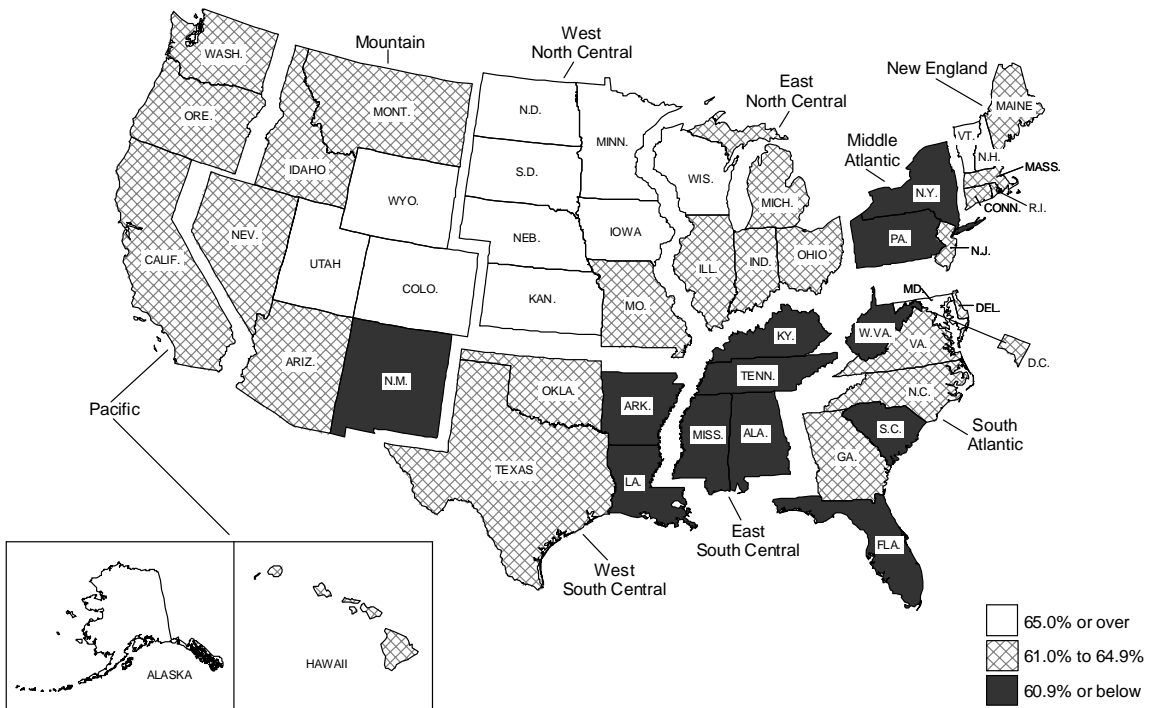 West
North Central
Mountain
East
North Central
New England
Middle
Atlantic
WASH.
ORE.
MONT.
IDAHO
N.D.
MINN.
MAINE
VT.
N.H.
MASS.
S.D.
WIS.
MICH.
N.Y.
CONN.
R.I.
WYO.
NEV.
CALIF.
UTAH
COLO.
NEB.
IOWA
ILL.
IND.
OHIO
PA.
N.J.
KAN.
MO.
MD.
DEL.
KY.
W.VA.
VA.
D.C.
ARIZ.
N.M.
OKLA.
ARK.
TENN.
N.C.
Pacific
TEXAS
LA.
MISS.
ALA.
GA.
S.C.
South
Atlantic
FLA.
East
South Central
West
South Central
ALASKA
HAWAII
65.0% or over
61.0% to 64.9%
60.9% or below